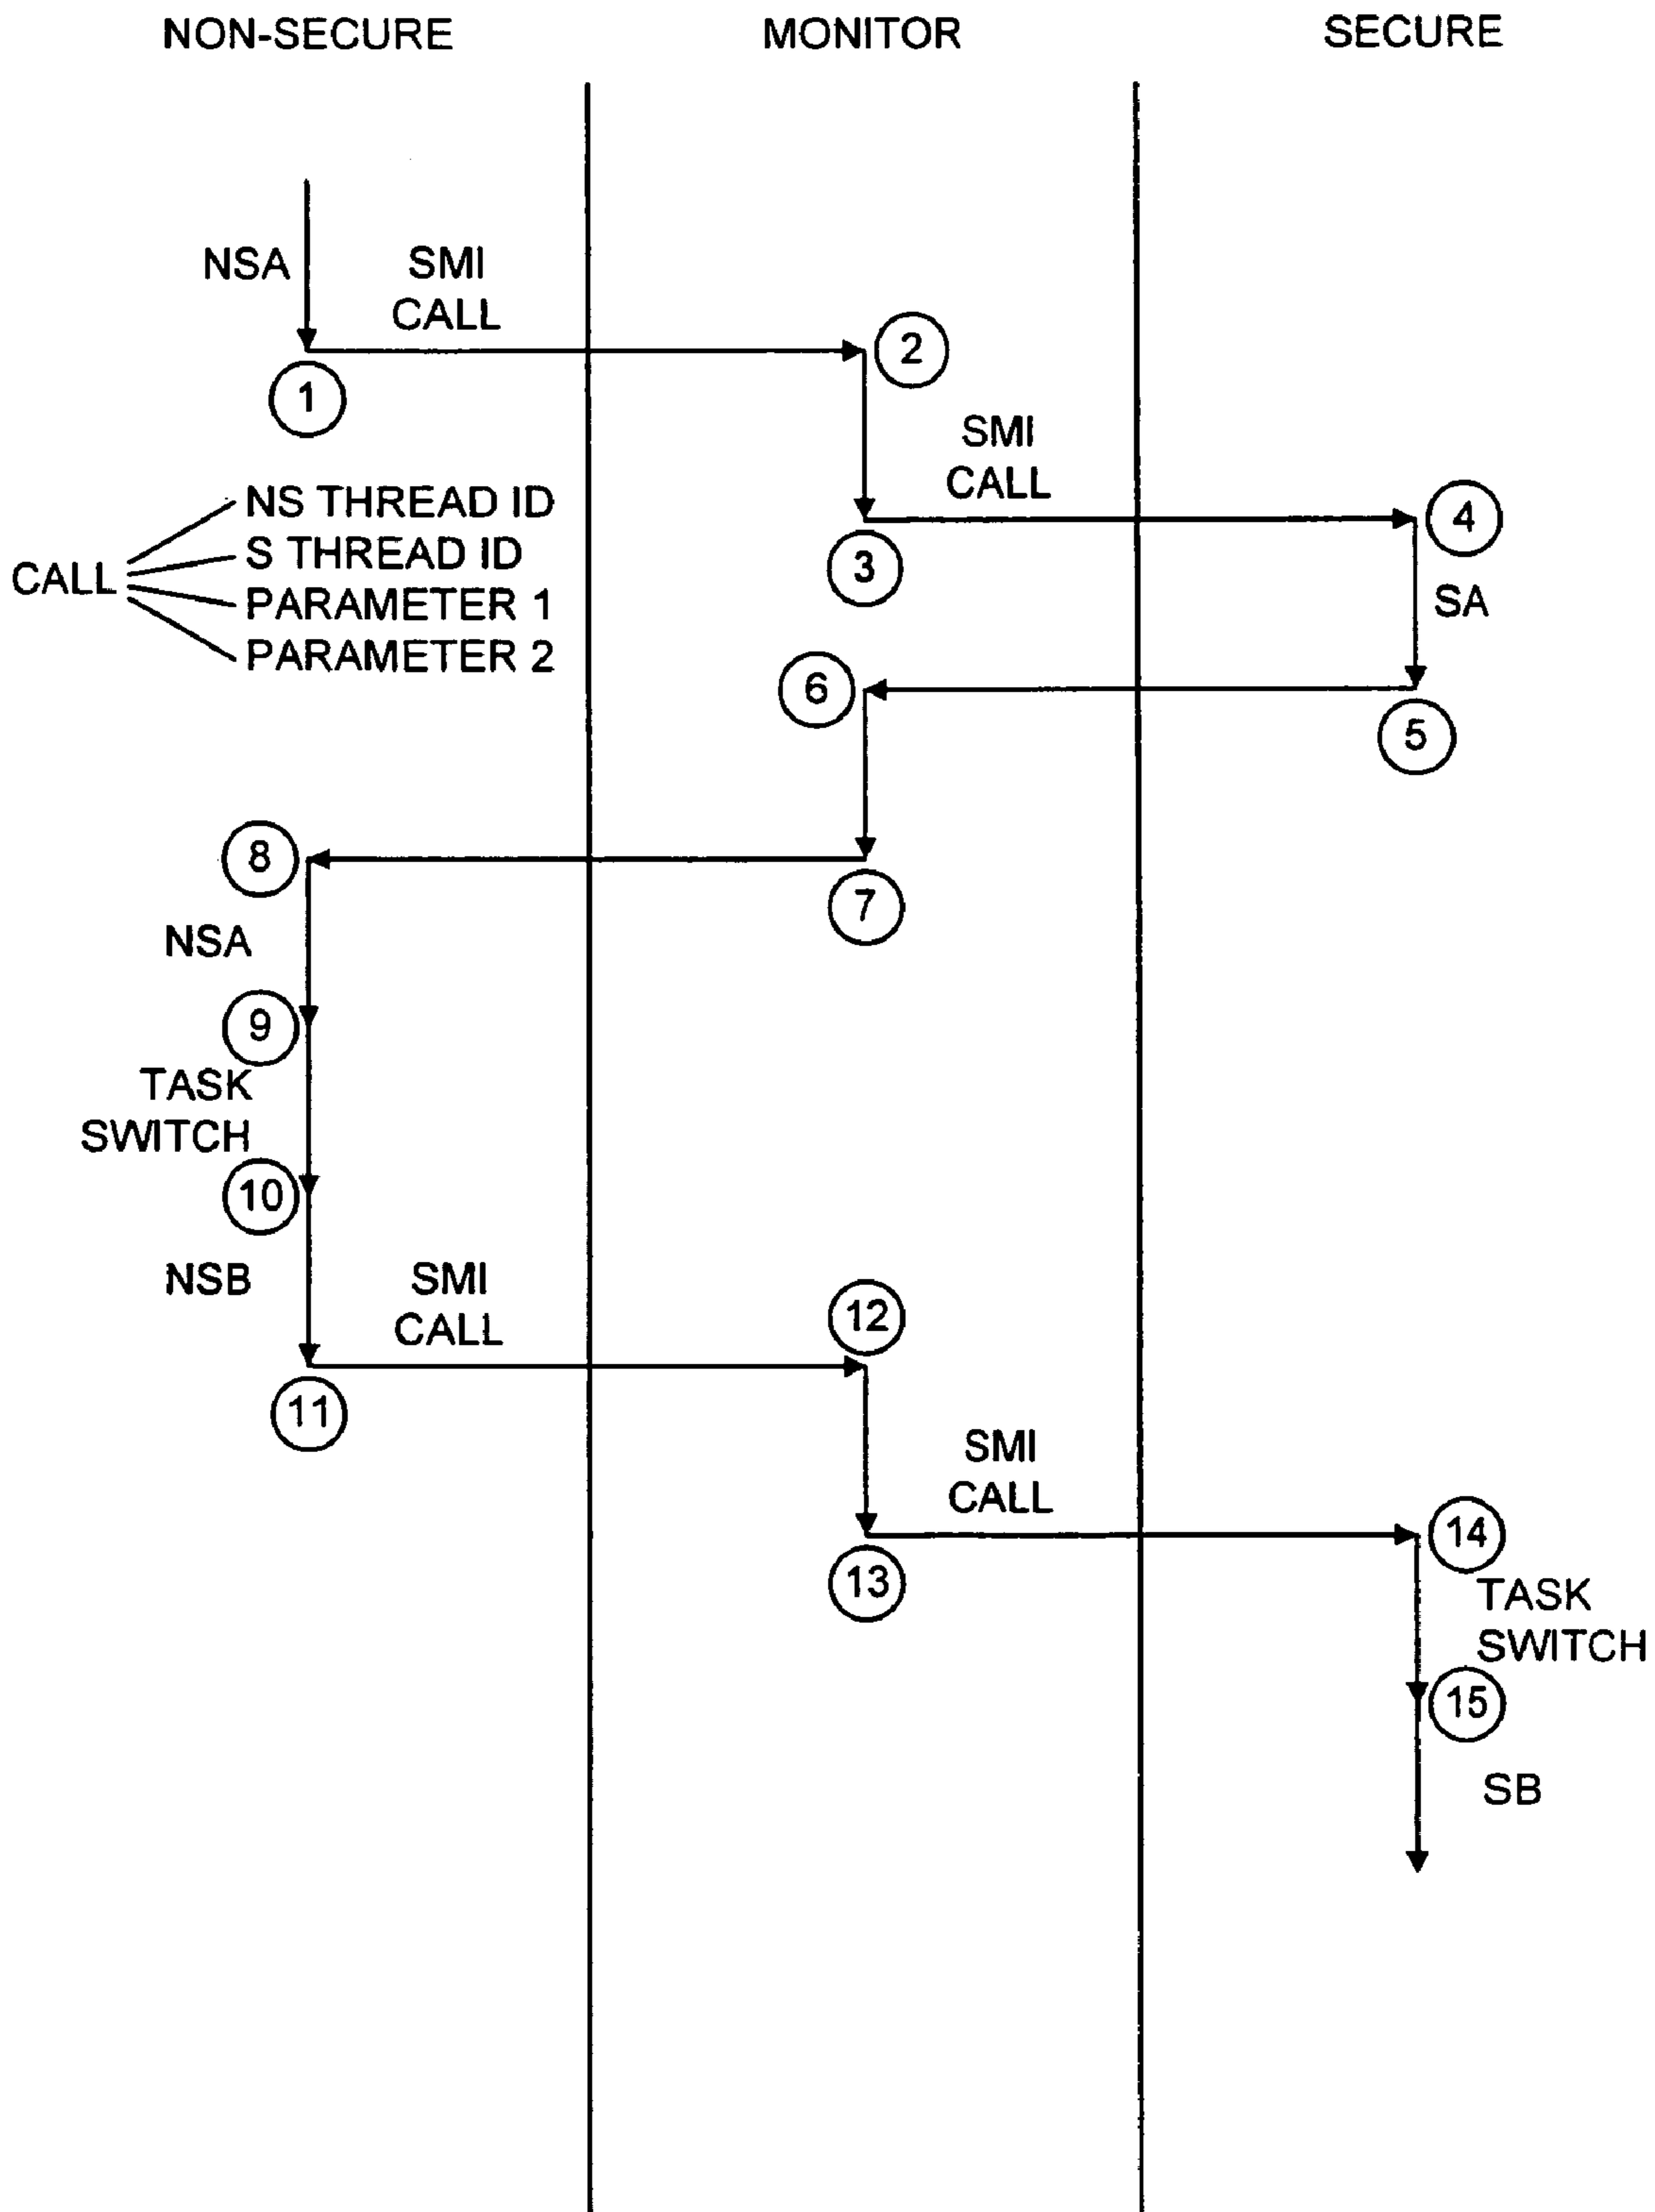 NON-SECURE
MONITOR
SECURE
NSA
SMI
CALL
2
1
SMI
CALL
4
3
CALL
NS THREAD ID
S THREAD ID
PARAMETER 1
PARAMETER 2
SA
6
5
8
7
NSA
9
TASK
SWITCH
10
NSB
SMI
CALL
12
11
SMI
CALL
14
13
TASK
SWITCH
15
SB